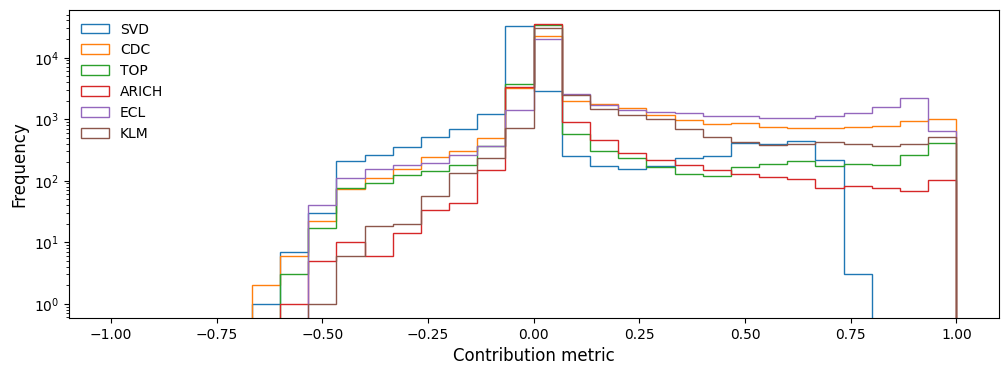 SVD
CDC
TOP
ARICH
ECL
KLM
Frequency
10⁴
10³
10²
10¹
10⁰
−1.00 −0.75 −0.50 −0.25 0.00 0.25 0.50 0.75 1.00
Contribution metric